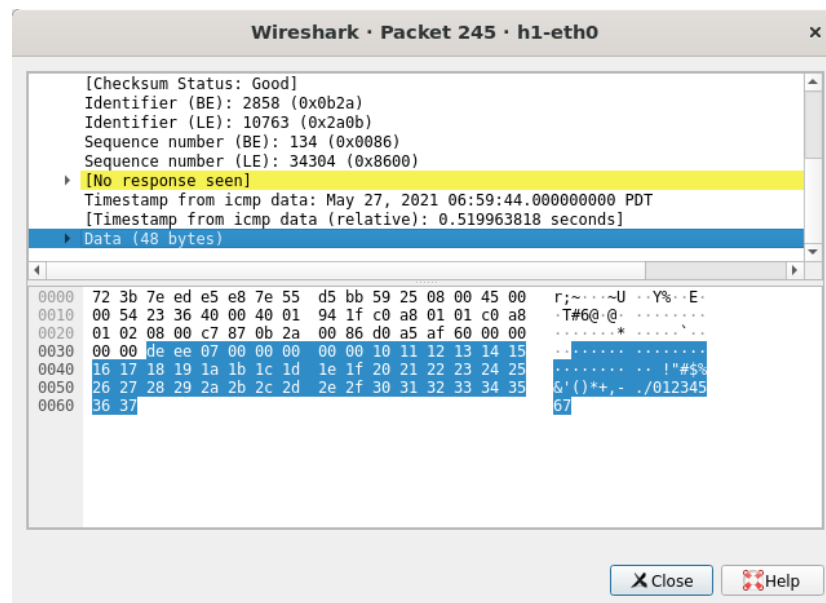 Wireshark · Packet 245 · h1-eth0
[Checksum Status: Good]
Identifier (BE): 2858 (0x0b2a)
Identifier (LE): 10763 (0x2a0b)
Sequence number (BE): 134 (0x0086)
Sequence number (LE): 34304 (0x8600)
[No response seen]
Timestamp from icmp data: May 27, 2021 06:59:44.000000000 PDT
[Timestamp from icmp data (relative): 0.519963818 seconds]
Data (48 bytes)
0000 72 3b 7e ed e5 e8 7e 55 d5 bb 59 25 08 00 45 00 r;~···~U ··Y%··E·
0010 00 54 23 36 40 00 40 01 94 1f c0 a8 01 01 c0 a8 ·T#6@·@· ········
0020 01 02 08 00 c7 87 0b 2a 00 86 d0 a5 af 60 00 00 ·······* ·····`··
0030 00 00 de ee 07 00 00 00 00 00 10 11 12 13 14 15 ········ ········
0040 16 17 18 19 1a 1b 1c 1d 1e 1f 20 21 22 23 24 25 ········ ·· !"#$%
0050 26 27 28 29 2a 2b 2c 2d 2e 2f 30 31 32 33 34 35 &'()*+,- ./012345
0060 36 37 67
Close
Help